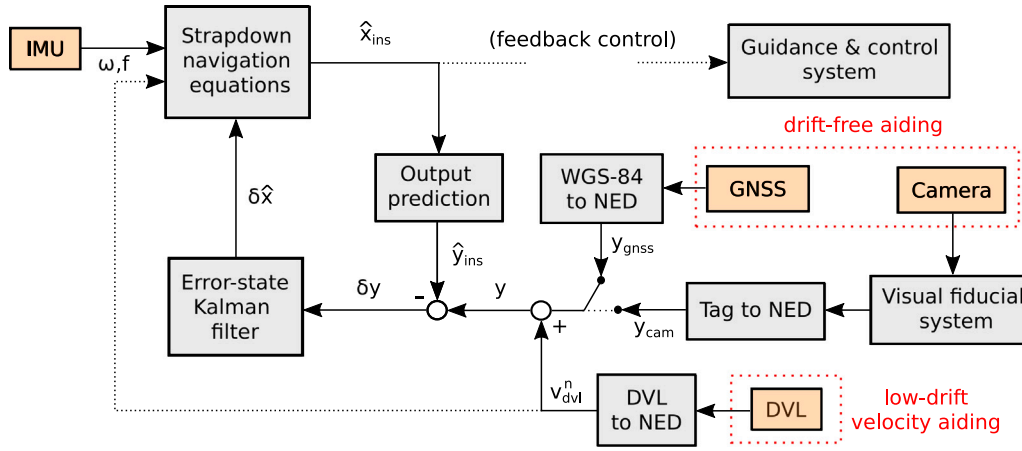 IMU
ω,f
Strapdown
navigation
equations
x̂ins
(feedback control)
Guidance & control
system
drift-free aiding
Output
prediction
WGS-84
to NED
GNSS
Camera
δx̂
ŷins
ygnss
Error-state
Kalman
filter
δy
-
y
+
ycam
Tag to NED
Visual fiducial
system
vⁿdvl
DVL
to NED
DVL
low-drift
velocity aiding